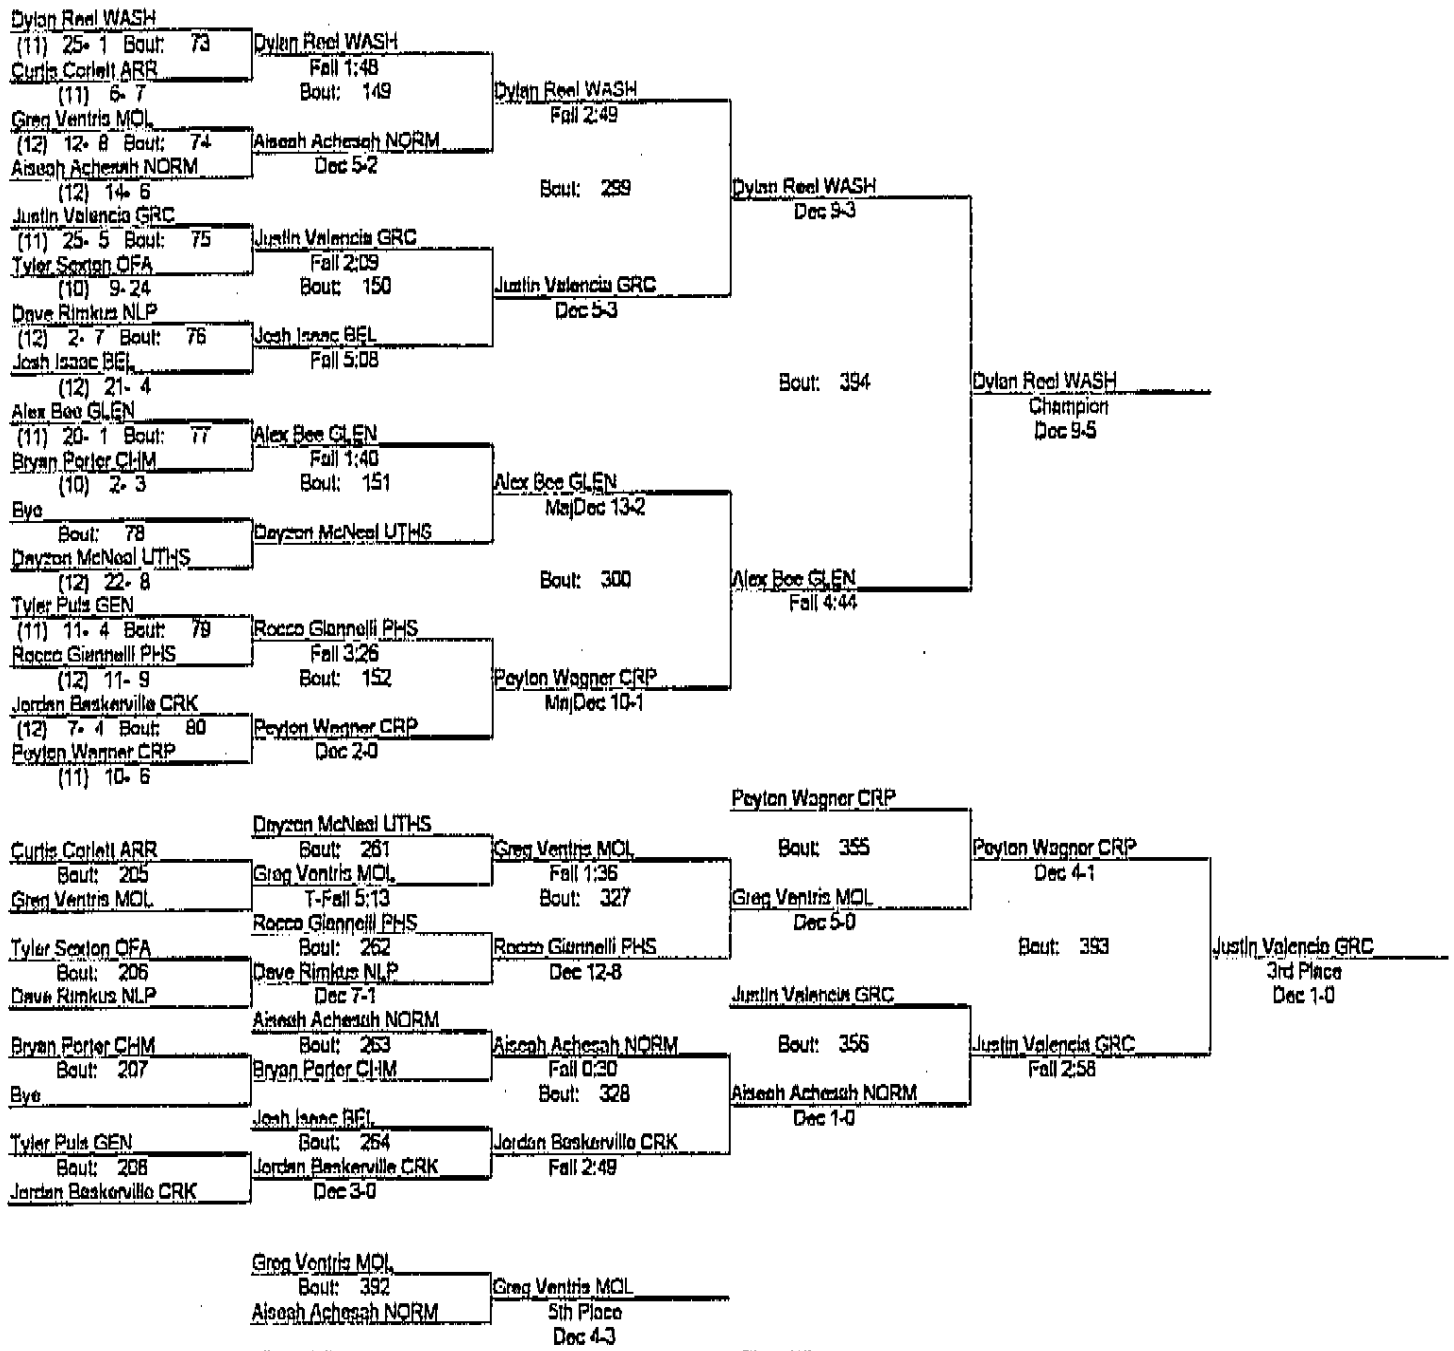 Dylan Reel WASH
(11) 25- 1 Bout: 73
Curtis Corlett ARR
(11) 6- 7
Greg Ventris MOL
(12) 12- 8 Bout: 74
Aiseah Achesah NORM
(12) 14- 6
Justin Valencia GRC
(11) 25- 5 Bout: 75
Tyler Sexton OFA
(10) 9-24
Dave Rimkus NLP
(12) 2- 7 Bout: 76
Josh Isaac BEL
(12) 21- 4
Alex Bee GLEN
(11) 20- 1 Bout: 77
Bryan Porter CHM
(10) 2- 3
Bye
Bout: 78
Dayzon McNeal UTHS
(12) 22- 8
Tyler Puls GEN
(11) 11- 4 Bout: 79
Rocco Giannelli PHS
(12) 11- 9
Jordan Baskerville CRK
(12) 7- 4 Bout: 80
Peyton Wagner CRP
(11) 10- 6
Dylan Reel WASH
Fall 1:48
Bout: 149
Aiseah Achesah NORM
Dec 5-2
Justin Valencia GRC
Fall 2:09
Bout: 150
Josh Isaac BEL
Fall 5:08
Alex Bee GLEN
Fall 1:40
Bout: 151
Dayzon McNeal UTHS
Rocco Giannelli PHS
Fall 3:26
Bout: 152
Peyton Wagner CRP
Dec 2-0
Dylan Reel WASH
Fall 2:49
Bout: 299
Justin Valencia GRC
Dec 5-3
Alex Bee GLEN
MajDec 13-2
Bout: 300
Peyton Wagner CRP
MajDec 10-1
Dylan Reel WASH
Dec 9-3
Bout: 394
Alex Bee GLEN
Fall 4:44
Dylan Reel WASH
Champion
Dec 9-5
Curtis Corlett ARR
Bout: 205
Greg Ventris MOL
Tyler Sexton OFA
Bout: 206
Dave Rimkus NLP
Bryan Porter CHM
Bout: 207
Bye
Tyler Puls GEN
Bout: 208
Jordan Baskerville CRK
Dayzon McNeal UTHS
Bout: 261
Greg Ventris MOL
T-Fall 5:13
Rocco Giannelli PHS
Bout: 262
Dave Rimkus NLP
Dec 7-1
Aiseah Achesah NORM
Bout: 263
Bryan Porter CHM
Josh Isaac BEL
Bout: 264
Jordan Baskerville CRK
Dec 3-0
Greg Ventris MOL
Fall 1:36
Bout: 327
Rocco Giannelli PHS
Dec 12-8
Aiseah Achesah NORM
Fall 0:30
Bout: 328
Jordan Baskerville CRK
Fall 2:49
Peyton Wagner CRP
Bout: 355
Greg Ventris MOL
Dec 5-0
Justin Valencia GRC
Bout: 356
Aiseah Achesah NORM
Dec 1-0
Peyton Wagner CRP
Dec 4-1
Bout: 393
Justin Valencia GRC
Fall 2:58
Justin Valencia GRC
3rd Place
Dec 1-0
Greg Ventris MOL
Bout: 392
Aiseah Achesah NORM
Greg Ventris MOL
5th Place
Dec 4-3